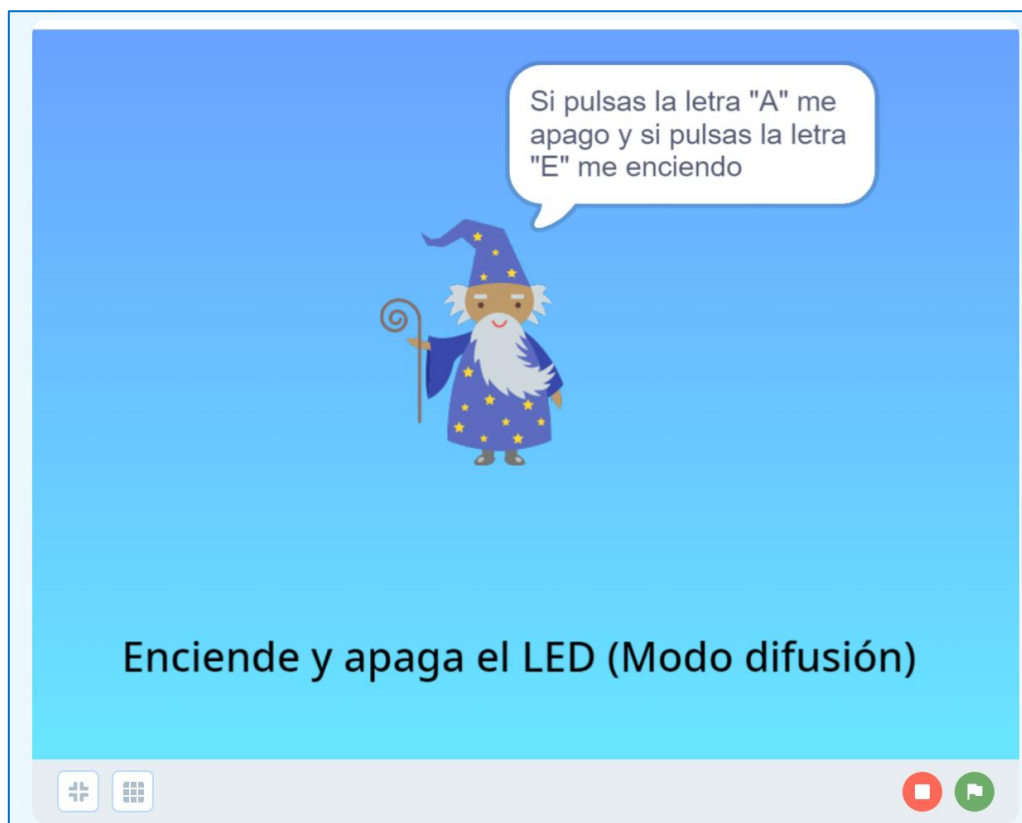 Si pulsas la letra "A" me
apago y si pulsas la letra
"E" me enciendo
Enciende y apaga el LED (Modo difusión)